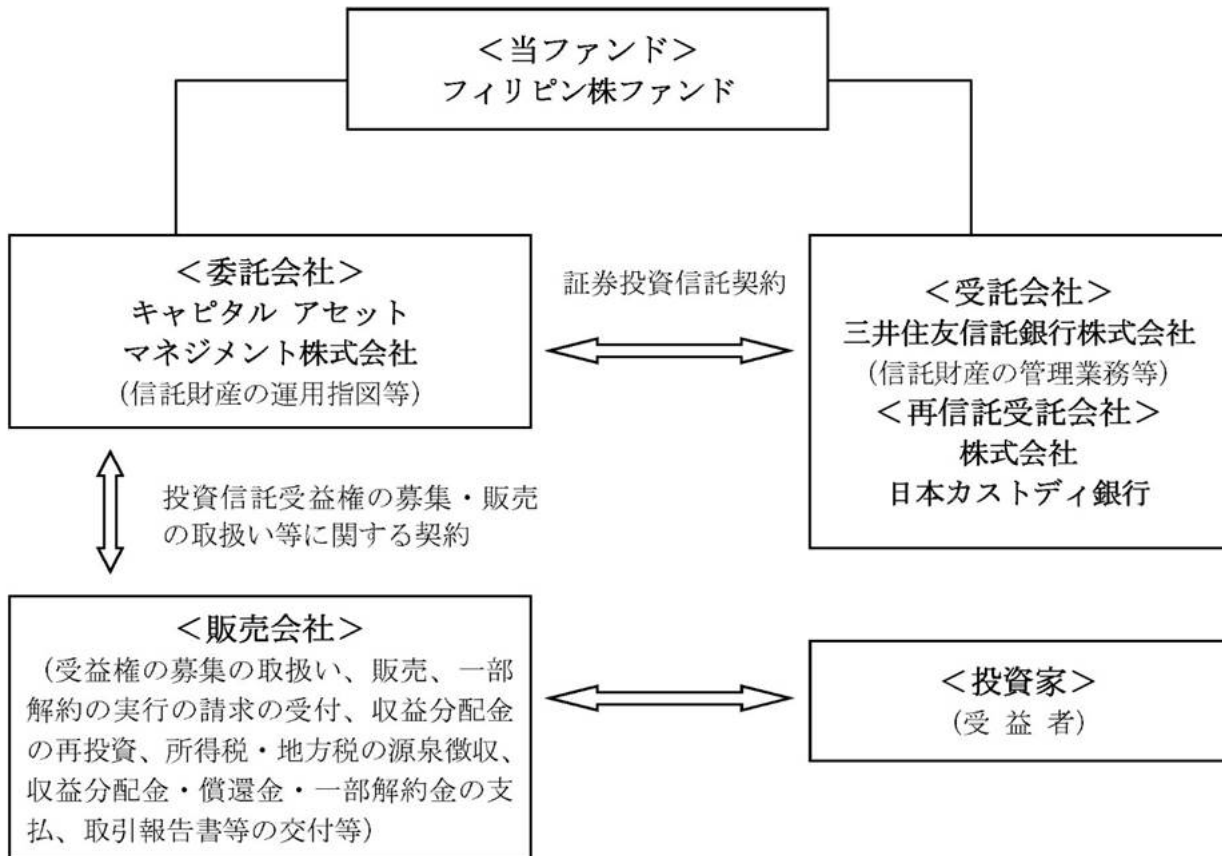 ＜当ファンド＞
フィリピン株ファンド
＜委託会社＞
キャピタル アセット
マネジメント株式会社
(信託財産の運用指図等)
証券投資信託契約
＜受託会社＞
三井住友信託銀行株式会社
(信託財産の管理業務等)
＜再信託受託会社＞
株式会社
日本カストディ銀行
投資信託受益権の募集・販売
の取扱い等に関する契約
＜販売会社＞
(受益権の募集の取扱い、販売、一部
解約の実行の請求の受付、収益分配金
の再投資、所得税・地方税の源泉徴収、
収益分配金・償還金・一部解約金の支
払、取引報告書等の交付等)
＜投資家＞
(受 益 者)